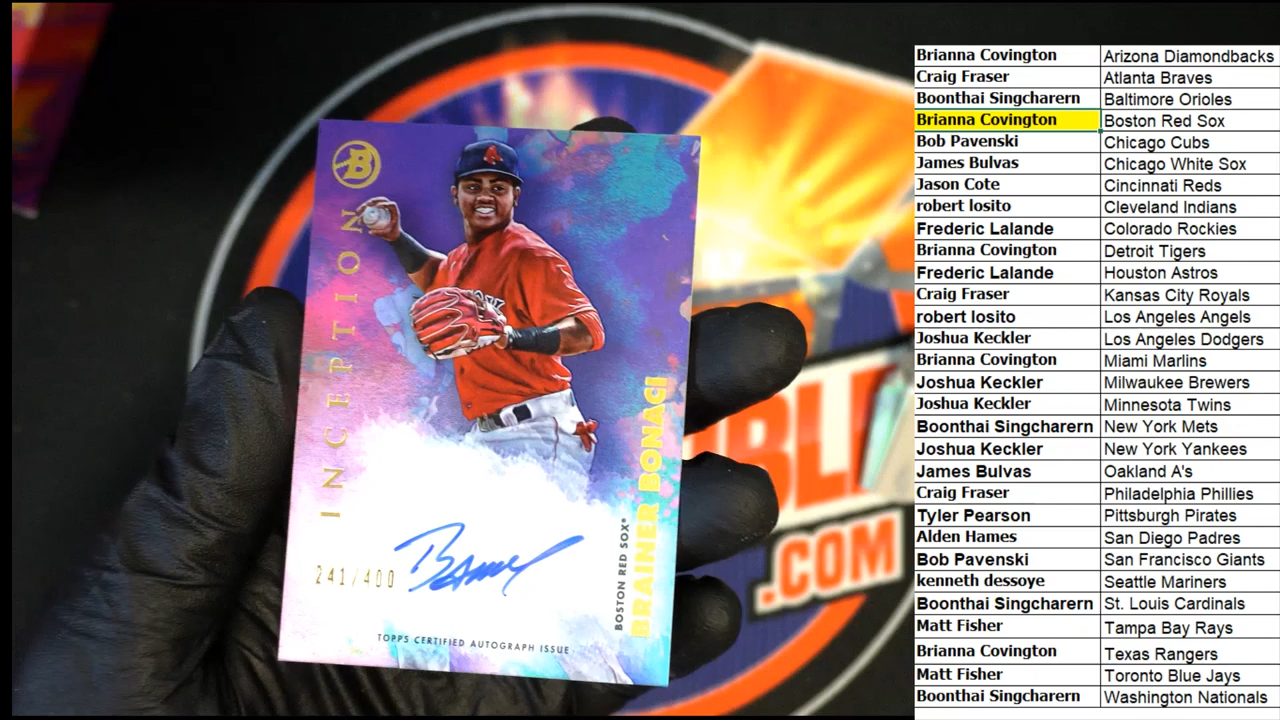 B
INCEPTION
BRAINER BONACI
BOSTON RED SOX®
241/400
TOPPS CERTIFIED AUTOGRAPH ISSUE
.COM
Brianna Covington Arizona Diamondbacks
Craig Fraser Atlanta Braves
Boonthai Singcharern Baltimore Orioles
Brianna Covington Boston Red Sox
Bob Pavenski Chicago Cubs
James Bulvas Chicago White Sox
Jason Cote Cincinnati Reds
robert losito Cleveland Indians
Frederic Lalande Colorado Rockies
Brianna Covington Detroit Tigers
Frederic Lalande Houston Astros
Craig Fraser Kansas City Royals
robert losito Los Angeles Angels
Joshua Keckler Los Angeles Dodgers
Brianna Covington Miami Marlins
Joshua Keckler Milwaukee Brewers
Joshua Keckler Minnesota Twins
Boonthai Singcharern New York Mets
Joshua Keckler New York Yankees
James Bulvas Oakland A's
Craig Fraser Philadelphia Phillies
Tyler Pearson Pittsburgh Pirates
Alden Hames San Diego Padres
Bob Pavenski San Francisco Giants
kenneth dessoye Seattle Mariners
Boonthai Singcharern St. Louis Cardinals
Matt Fisher Tampa Bay Rays
Brianna Covington Texas Rangers
Matt Fisher Toronto Blue Jays
Boonthai Singcharern Washington Nationals